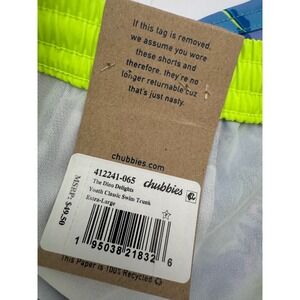 If this tag is removed,
we assume you wore
these shorts and
therefore, they're no
longer returnable cuz
that's just nasty.
chubbies.com
412241-065
The Dino Delights
Youth Classic Swim Trunk
Extra-Large
chubbies
MSRP: $49.50
1 95038 21832 6
This Paper is 100% Recycled